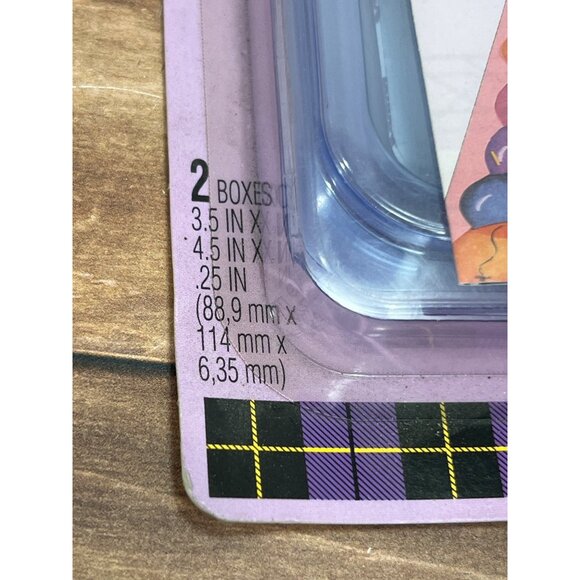 2 BOXES
3.5 IN X
4.5 IN X
.25 IN
(88,9 mm x
114 mm x
6,35 mm)